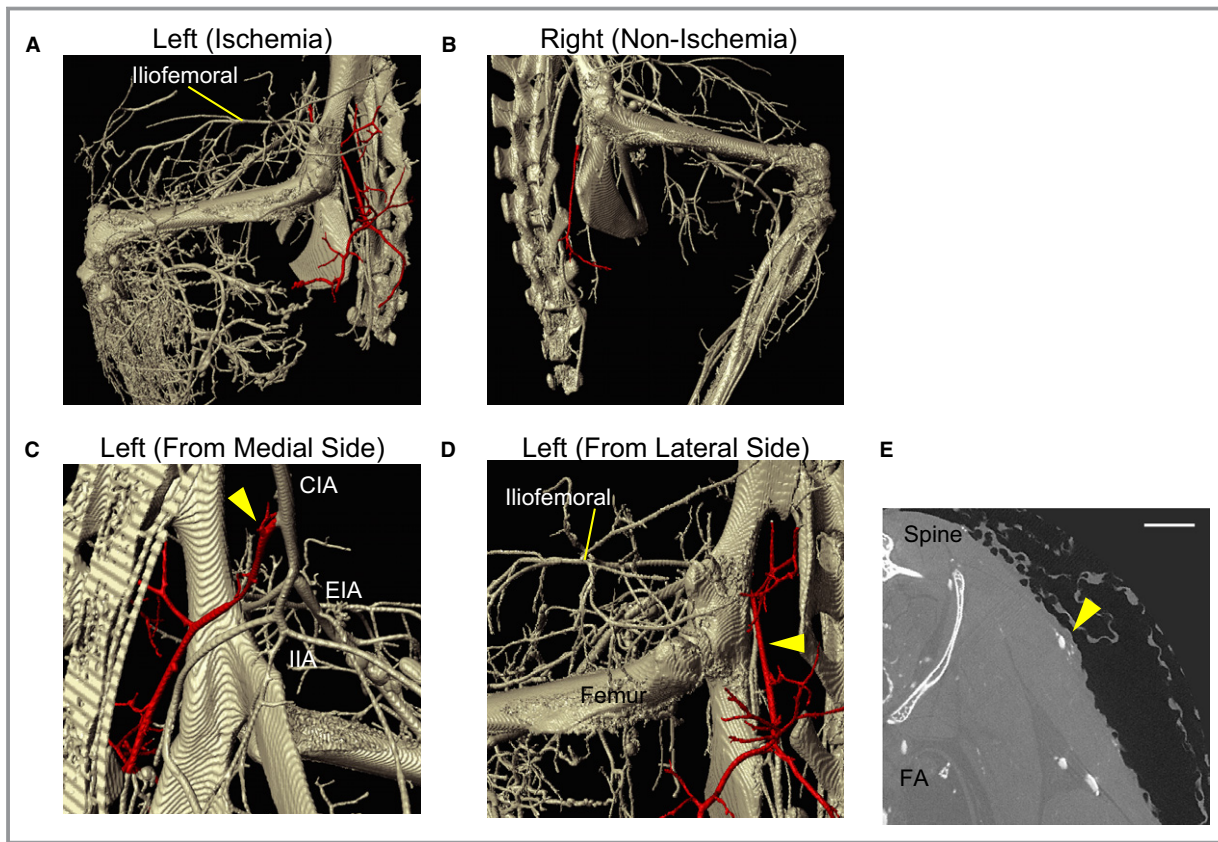 A
Left (Ischemia)
Iliofemoral
B
Right (Non-Ischemia)
C
Left (From Medial Side)
CIA
EIA
IIA
D
Left (From Lateral Side)
Iliofemoral
Femur
E
Spine
FA